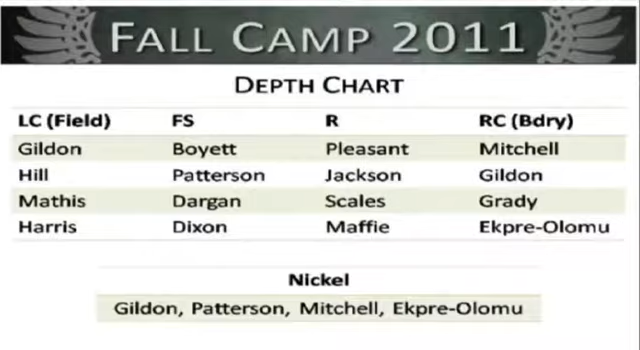 FALL CAMP 2011
DEPTH CHART
LC (Field) FS R RC (Bdry)
Gildon Boyett Pleasant Mitchell
Hill Patterson Jackson Gildon
Mathis Dargan Scales Grady
Harris Dixon Maffie Ekpre-Olomu
Nickel
Gildon, Patterson, Mitchell, Ekpre-Olomu